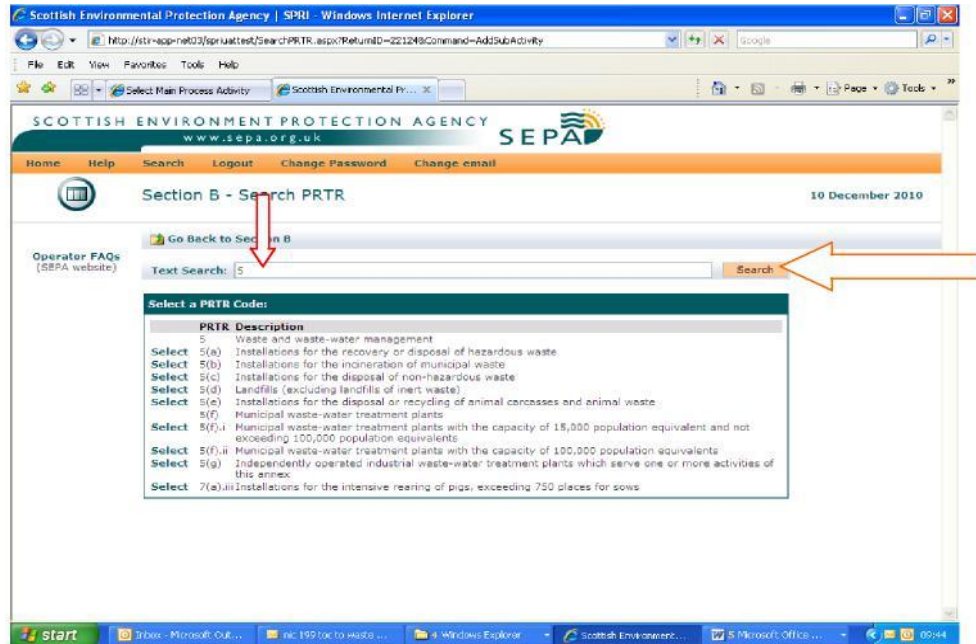 Scottish Environmental Protection Agency | SPRI - Windows Internet Explorer
http://str-app-net03/spriuattest/SearchPRTR.aspx?ReturnID=22124&Command=AddSubActivity
Google
File Edit View Favorites Tools Help
Select Main Process Activity
Scottish Environmental Pr...
Page
Tools
SCOTTISH ENVIRONMENT PROTECTION AGENCY
www.sepa.org.uk
SEPA
Home Help Search Logout Change Password Change email
Section B - Search PRTR
10 December 2010
Go Back to Section B
Operator FAQs
(SEPA website)
Text Search: 5
Search
Select a PRTR Code:
PRTR Description
5 Waste and waste-water management
Select 5(a) Installations for the recovery or disposal of hazardous waste
Select 5(b) Installations for the incineration of municipal waste
Select 5(c) Installations for the disposal of non-hazardous waste
Select 5(d) Landfills (excluding landfills of inert waste)
Select 5(e) Installations for the disposal or recycling of animal carcasses and animal waste
5(f) Municipal waste-water treatment plants
Select 5(f).i Municipal waste-water treatment plants with the capacity of 15,000 population equivalent and not
exceeding 100,000 population equivalents
Select 5(f).ii Municipal waste-water treatment plants with the capacity of 100,000 population equivalents
Select 5(g) Independently operated industrial waste-water treatment plants which serve one or more activities of
this annex
Select 7(a).iii Installations for the intensive rearing of pigs, exceeding 750 places for sows
start
Inbox - Microsoft Out...
nic 199 toc to waste ...
4 Windows Explorer
Scottish Environment...
5 Microsoft Office ...
09:44